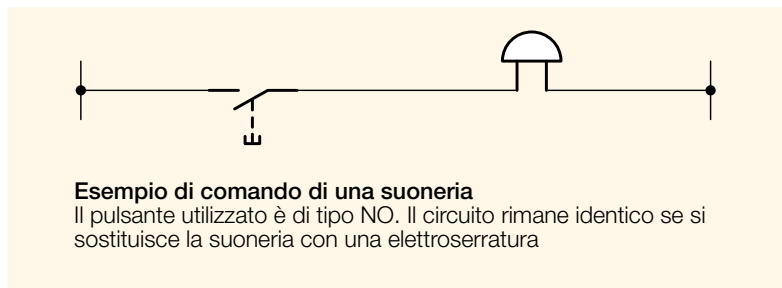 Esempio di comando di una suoneria
Il pulsante utilizzato è di tipo NO. Il circuito rimane identico se si
sostituisce la suoneria con una elettroserratura